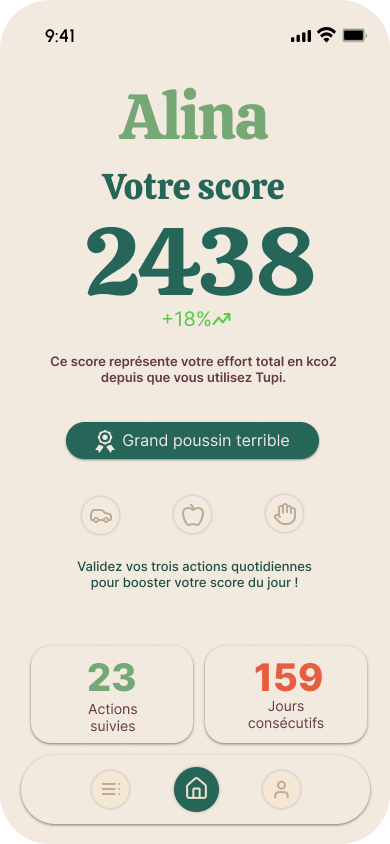 9:41
Alina
Votre score
2438
+18%
Ce score représente votre effort total en kco2
depuis que vous utilisez Tupi.
Grand poussin terrible
Validez vos trois actions quotidiennes
pour booster votre score du jour !
23
Actions
suivies
159
Jours
consécutifs